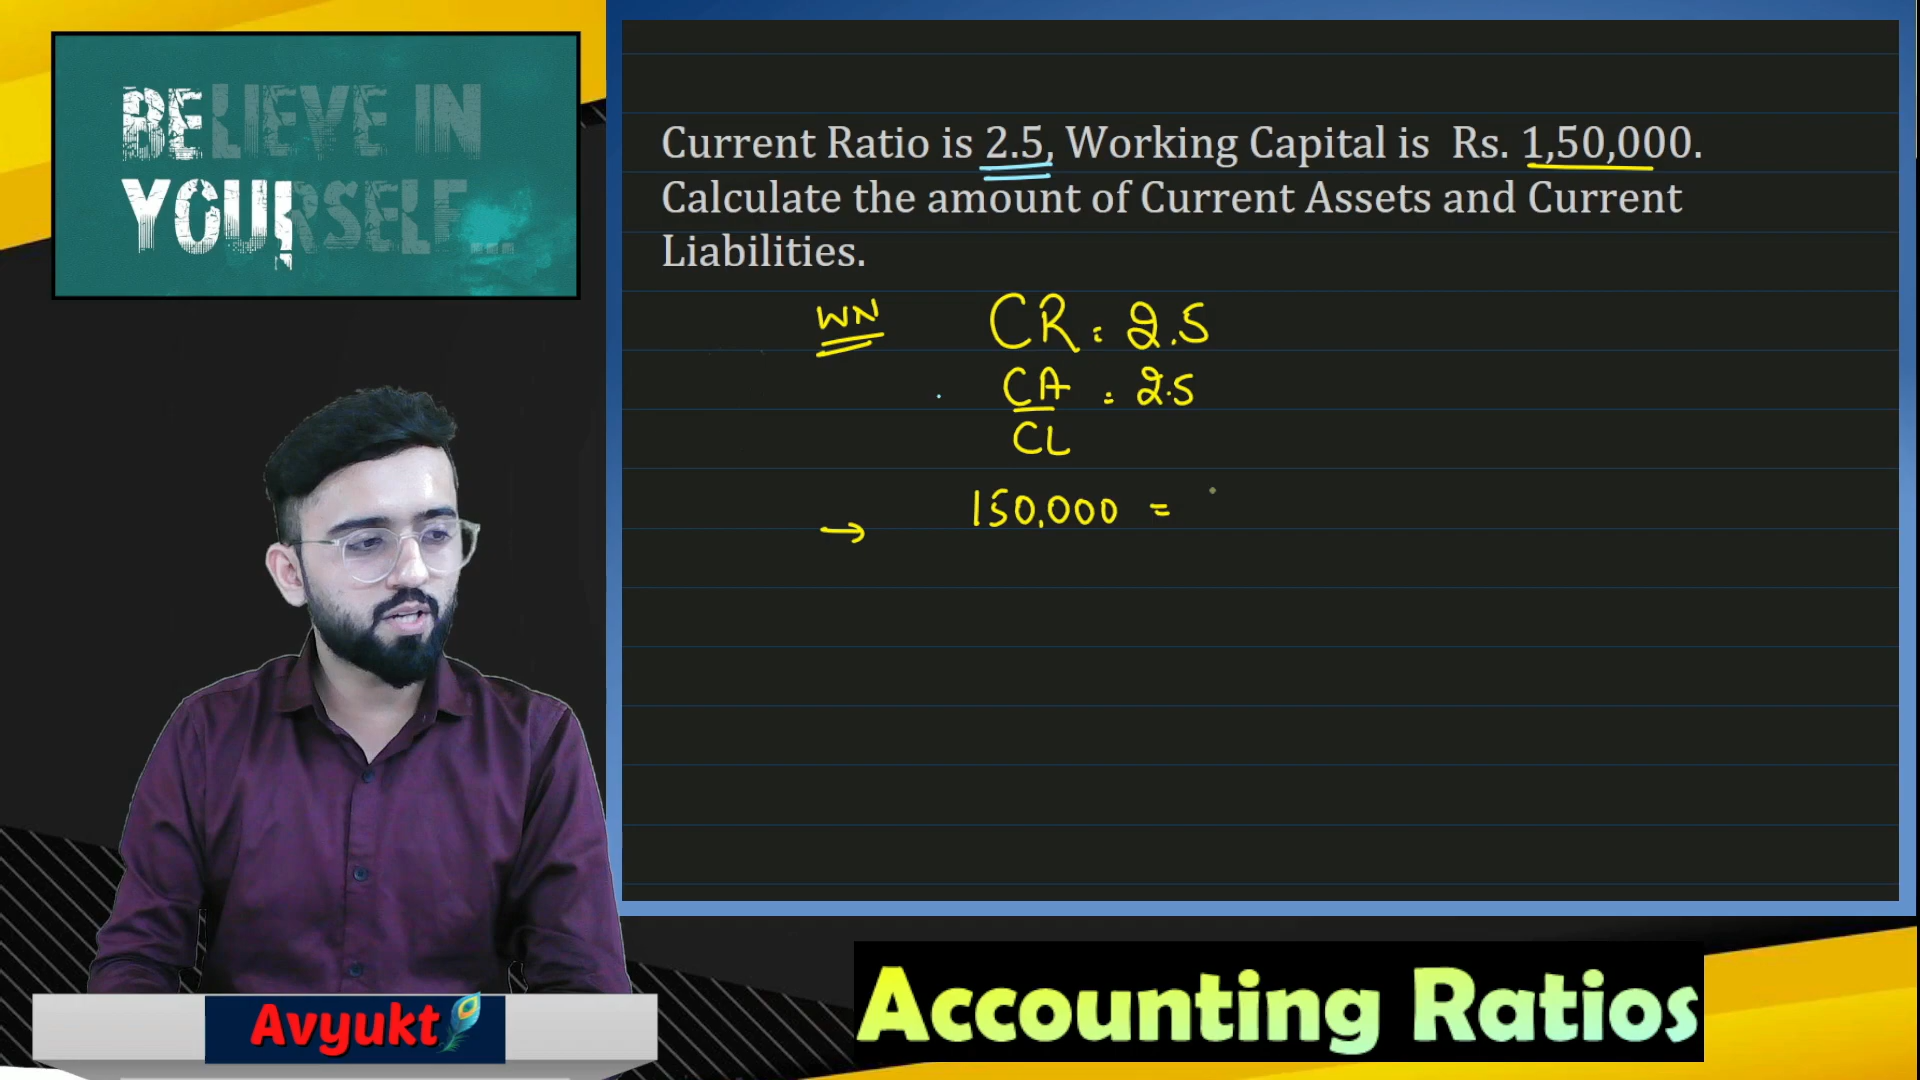 BELIEVE IN
YOURSELF...
Current Ratio is 2.5, Working Capital is Rs. 1,50,000.
Calculate the amount of Current Assets and Current
Liabilities.
WN CR : 2.5
CA = 2.5
CL
→ 150,000 =
Avyukt
Accounting Ratios